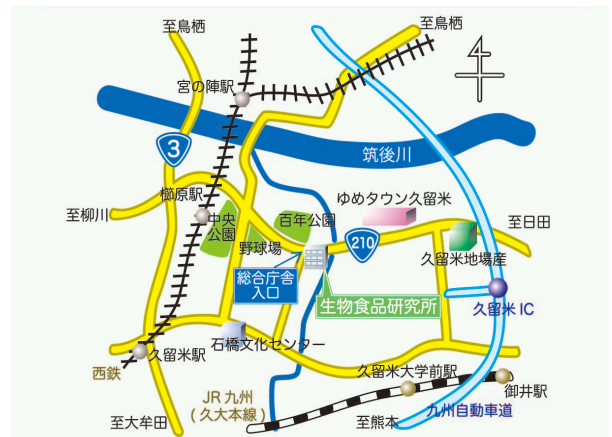 至鳥栖
至鳥栖
宮の陣駅
3
筑後川
櫛原駅
ゆめタウン久留米
至柳川
中央
公園
百年公園
至日田
野球場
210
久留米地場産
総合庁舎
入口
生物食品研究所
久留米 IC
石橋文化センター
久留米駅
西鉄
久留米大学前駅
御井駅
JR 九州
( 久大本線 )
至大牟田
至熊本
九州自動車道